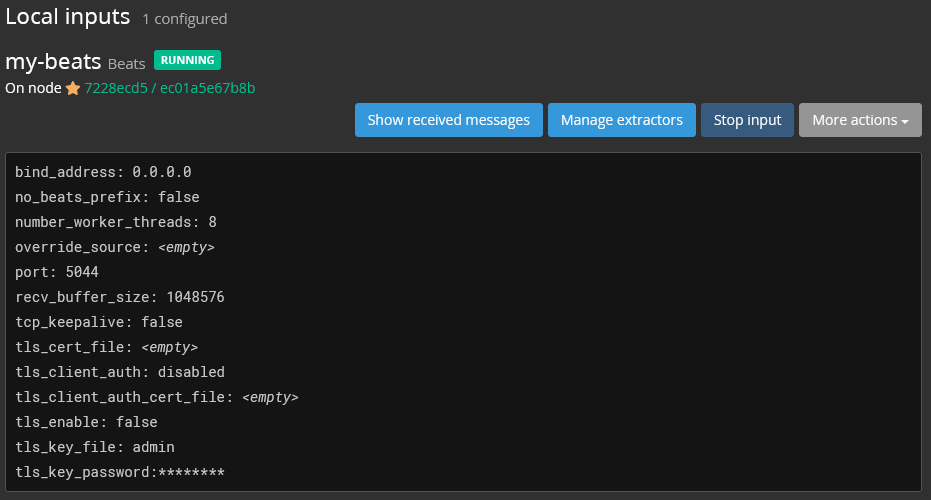 Local inputs 1 configured
my-beats Beats RUNNING
On node 7228ecd5 / ec01a5e67b8b
Show received messages Manage extractors Stop input More actions
bind_address: 0.0.0.0
no_beats_prefix: false
number_worker_threads: 8
override_source: <empty>
port: 5044
recv_buffer_size: 1048576
tcp_keepalive: false
tls_cert_file: <empty>
tls_client_auth: disabled
tls_client_auth_cert_file: <empty>
tls_enable: false
tls_key_file: admin
tls_key_password:********